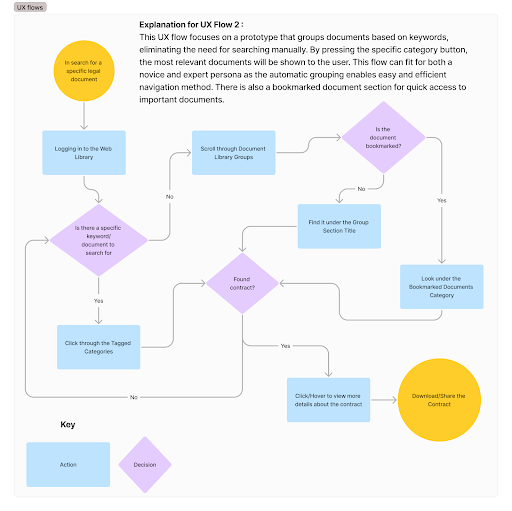 UX flows
Explanation for UX Flow 2 :
This UX flow focuses on a prototype that groups documents based on keywords,
eliminating the need for searching manually. By pressing the specific category button,
the most relevant documents will be shown to the user. This flow can fit for both a
novice and expert persona as the automatic grouping enables easy and efficient
navigation method. There is also a bookmarked document section for quick access to
important documents.
In search for a
specific legal
document
Logging in to the Web
Library
Scroll through Document
Library Groups
Is the
document
bookmarked?
No
No
Yes
Is there a specific
keyword/
document to
search for
Find it under the Group
Section Title
Found
contract?
Look under the
Bookmarked Documents
Category
Yes
Click through the Tagged
Categories
Yes
No
Click/Hover to view more
details about the contract
Download/Share the
Contract
Key
Action
Decision